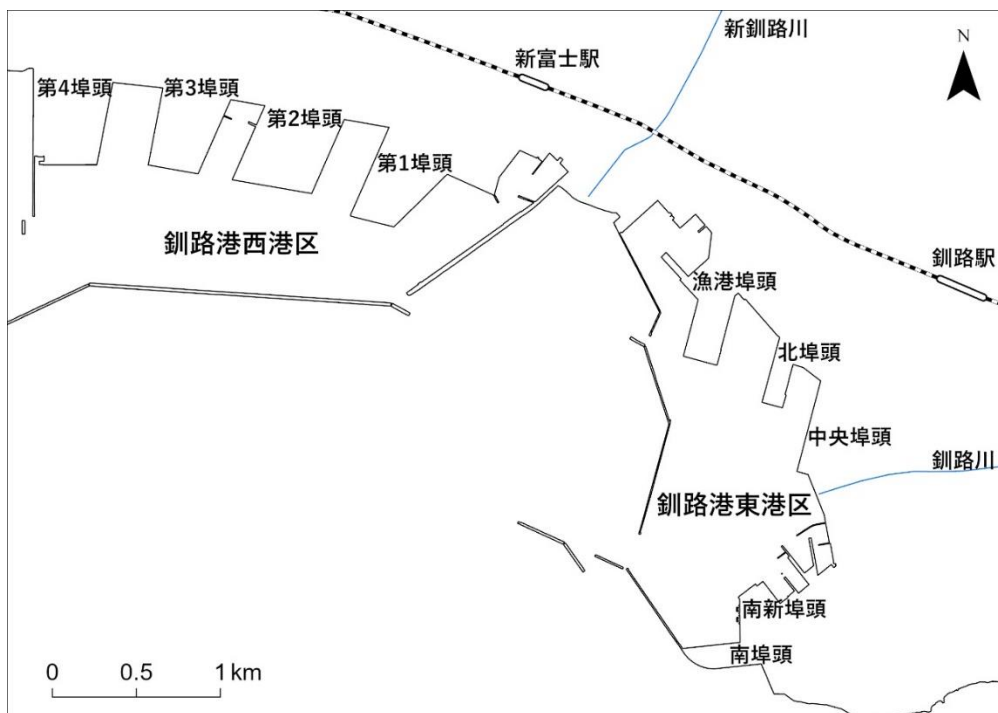 新釧路川
新富士駅
N
第4埠頭
第3埠頭
第2埠頭
第1埠頭
釧路港西港区
釧路駅
漁港埠頭
北埠頭
中央埠頭
釧路川
釧路港東港区
南新埠頭
南埠頭
0 0.5 1 km